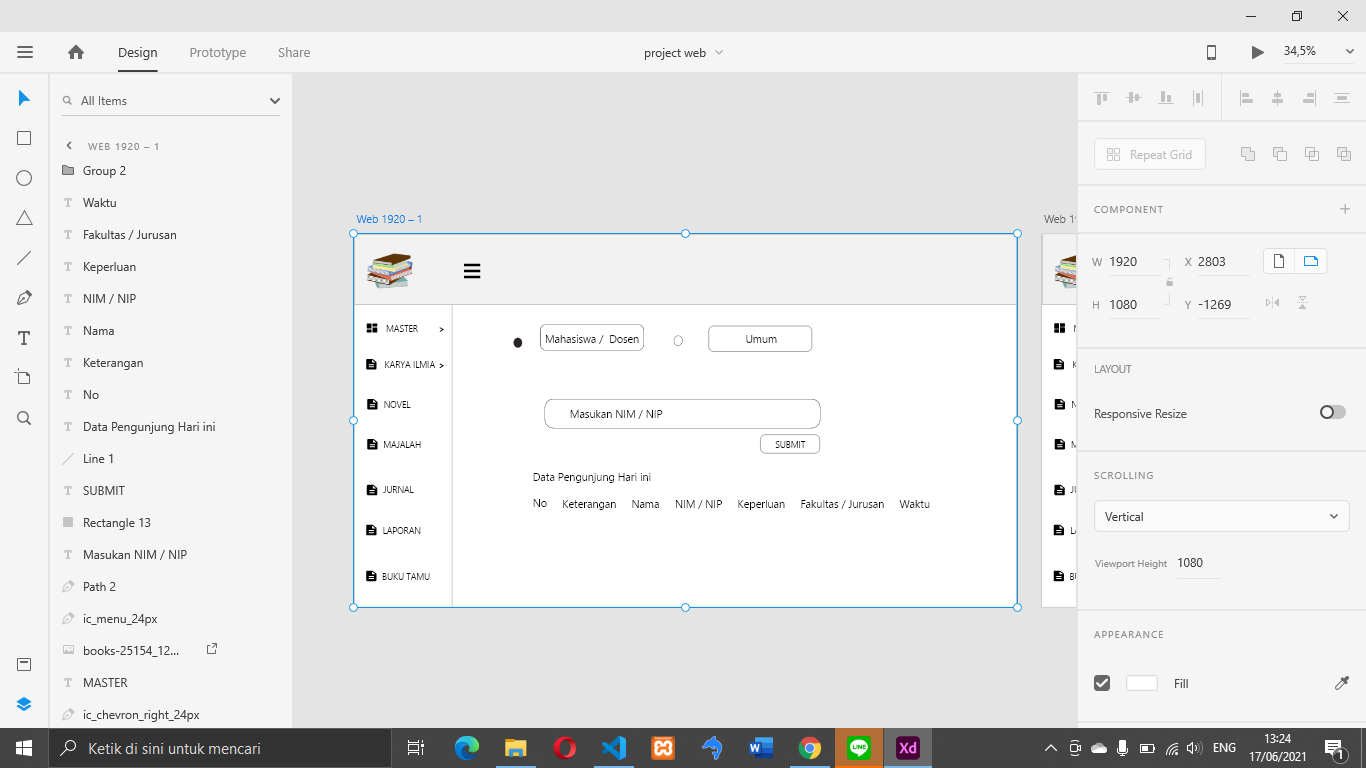 Design Prototype Share project web 34,5%
All Items
WEB 1920 – 1
Group 2
Waktu
Fakultas / Jurusan
Keperluan
NIM / NIP
Nama
Keterangan
No
Data Pengunjung Hari ini
Line 1
SUBMIT
Rectangle 13
Masukan NIM / NIP
Path 2
ic_menu_24px
books-25154_12...
MASTER
ic_chevron_right_24px
Web 1920 – 1
MASTER >
KARYA ILMIA >
NOVEL
MAJALAH
JURNAL
LAPORAN
BUKU TAMU
Mahasiswa / Dosen Umum
Masukan NIM / NIP
SUBMIT
Data Pengunjung Hari ini
No Keterangan Nama NIM / NIP Keperluan Fakultas / Jurusan Waktu
Web 19
Repeat Grid
COMPONENT
W 1920 X 2803
H 1080 Y -1269
LAYOUT
Responsive Resize
SCROLLING
Vertical
Viewport Height 1080
APPEARANCE
Fill
Ketik di sini untuk mencari
W
LINE
Xd
ENG
13:24
17/06/2021
1